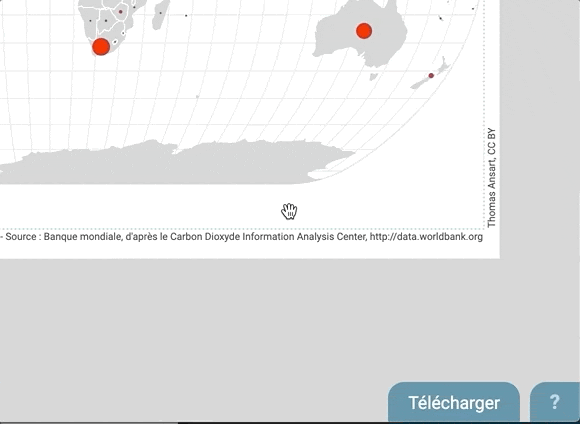 Thomas Ansart, CC BY
- Source : Banque mondiale, d'après le Carbon Dioxyde Information Analysis Center, http://data.worldbank.org
Télécharger
?